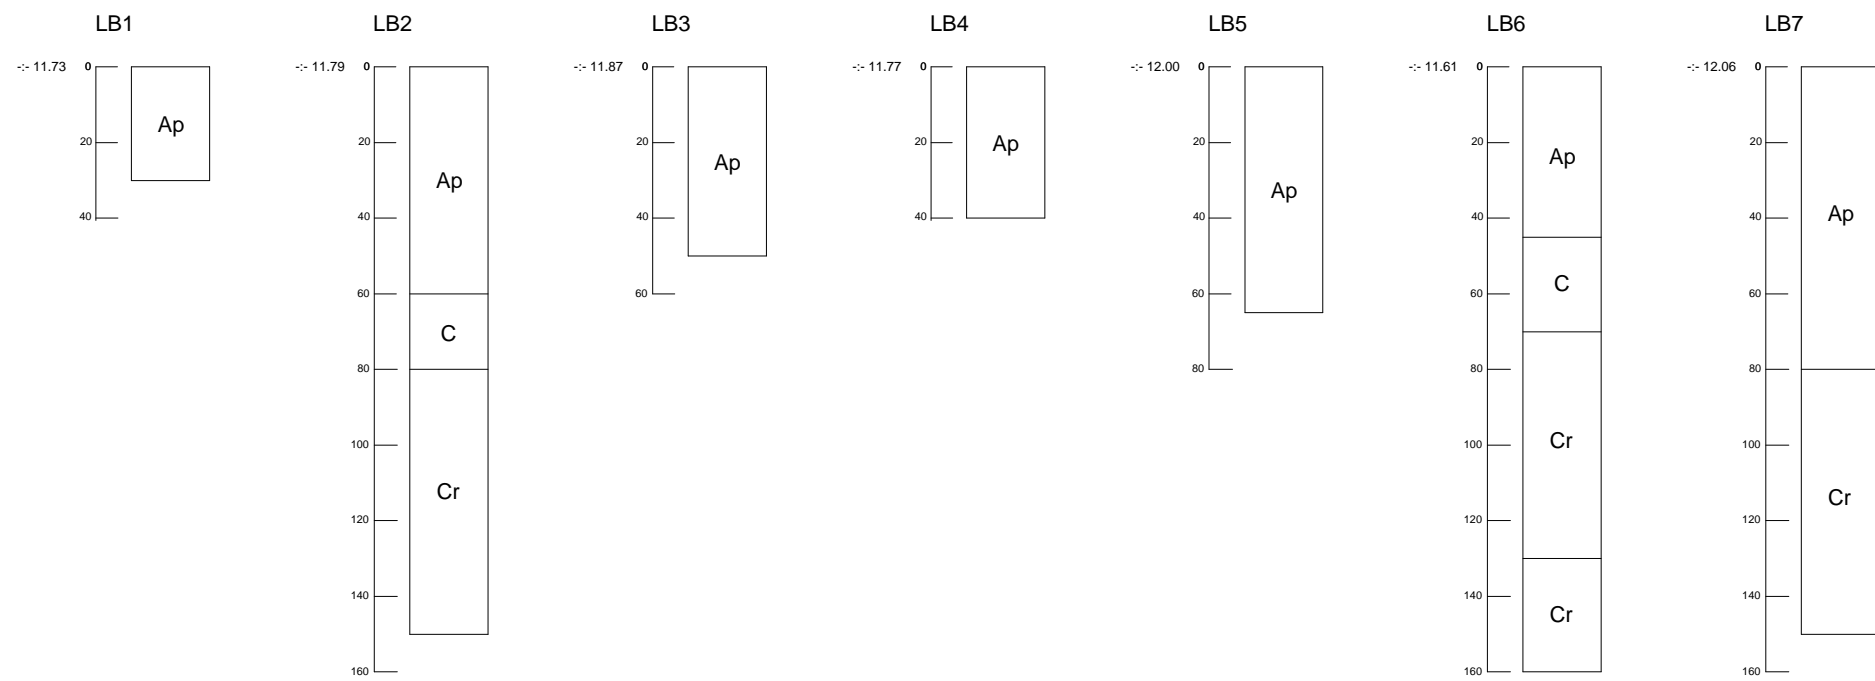 LB1 LB2 LB3 LB4 LB5 LB6 LB7
-:- 11.73 0 -:- 11.79 0 -:- 11.87 0 -:- 11.77 0 -:- 12.00 0 -:- 11.61 0 -:- 12.06 0
Ap
20 20 20 20 20 20 20
Ap Ap Ap Ap Ap Ap Ap
40 40 40 40 40 40 40
C
60 60 60 60 60
C
80 80 80 80
Cr
100 100 100
Cr Cr
120 120 120
140 140 140
Cr
160 160 160